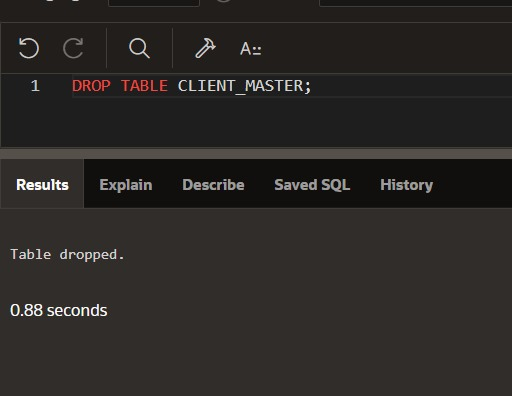 A::
1 DROP TABLE CLIENT_MASTER;
Results Explain Describe Saved SQL History
Table dropped.
0.88 seconds